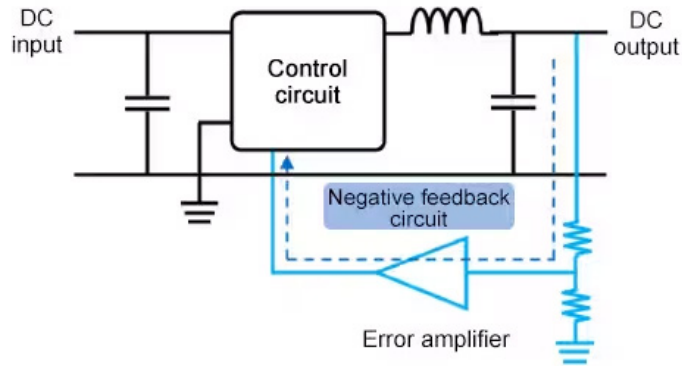 DC
input
Control
circuit
DC
output
Negative feedback
circuit
Error amplifier